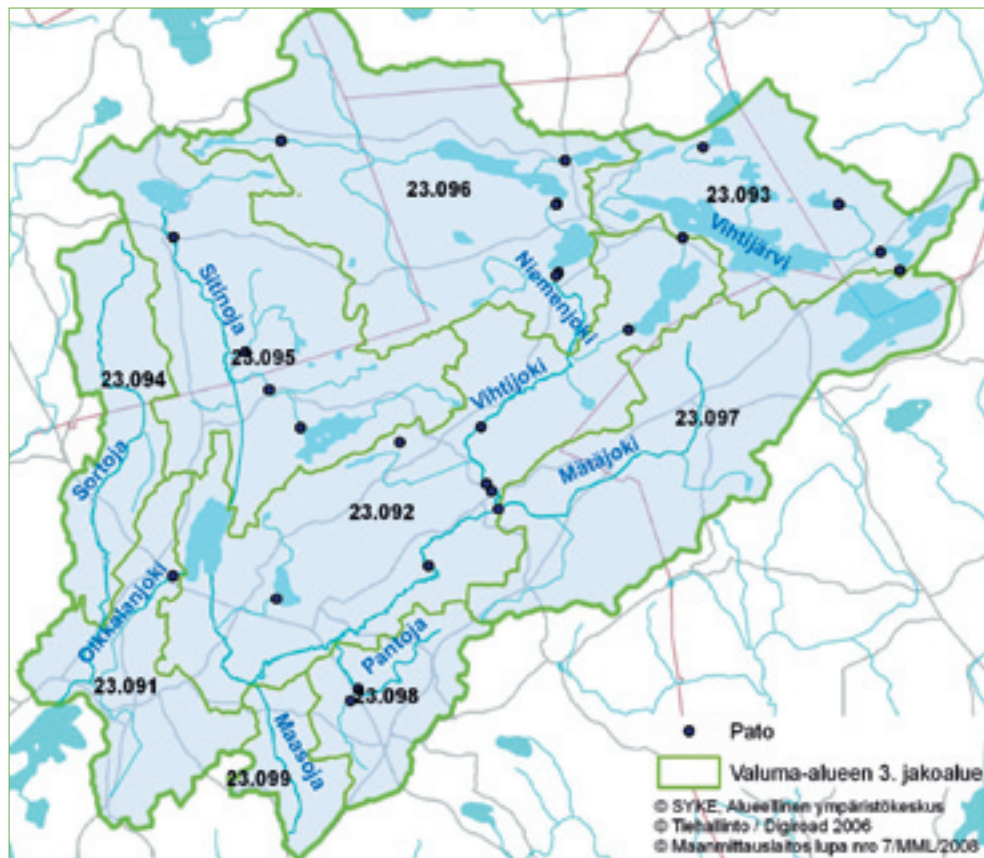 23.096
23.093
Vihtijärvi
Niemenjoki
Sitinoja
23.095
23.094
Vihtijoki
23.097
Sortoja
Mätäjoki
23.092
Olkkalanjoki
Pantoja
23.091
23.098
Maasoja
23.099
Pato
Valuma-alueen 3. jakoalue
© SYKE, Alueellinen ympäristökeskus
© Tiehallinto / Digiroad 2006
© Maanmittauslaitos lupa nro 7/MML/2008